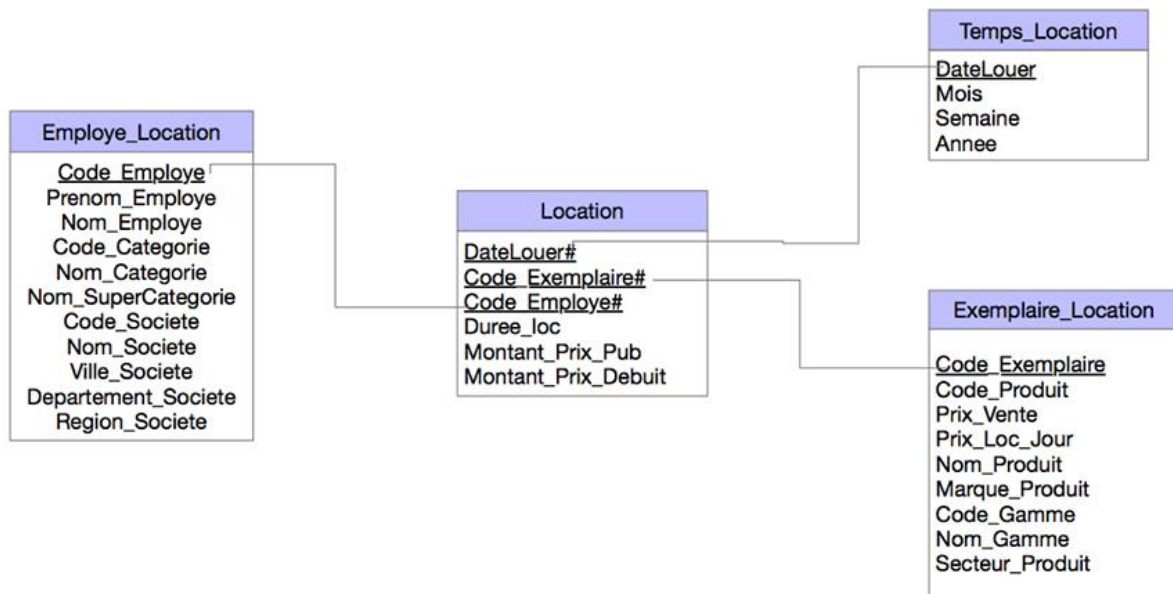 Employe_Location
Code_Employe
Prenom_Employe
Nom_Employe
Code_Categorie
Nom_Categorie
Nom_SuperCategorie
Code_Societe
Nom_Societe
Ville_Societe
Departement_Societe
Region_Societe
Location
DateLouer#
Code_Exemplaire#
Code_Employe#
Duree_loc
Montant_Prix_Pub
Montant_Prix_Debuit
Temps_Location
DateLouer
Mois
Semaine
Annee
Exemplaire_Location
Code_Exemplaire
Code_Produit
Prix_Vente
Prix_Loc_Jour
Nom_Produit
Marque_Produit
Code_Gamme
Nom_Gamme
Secteur_Produit